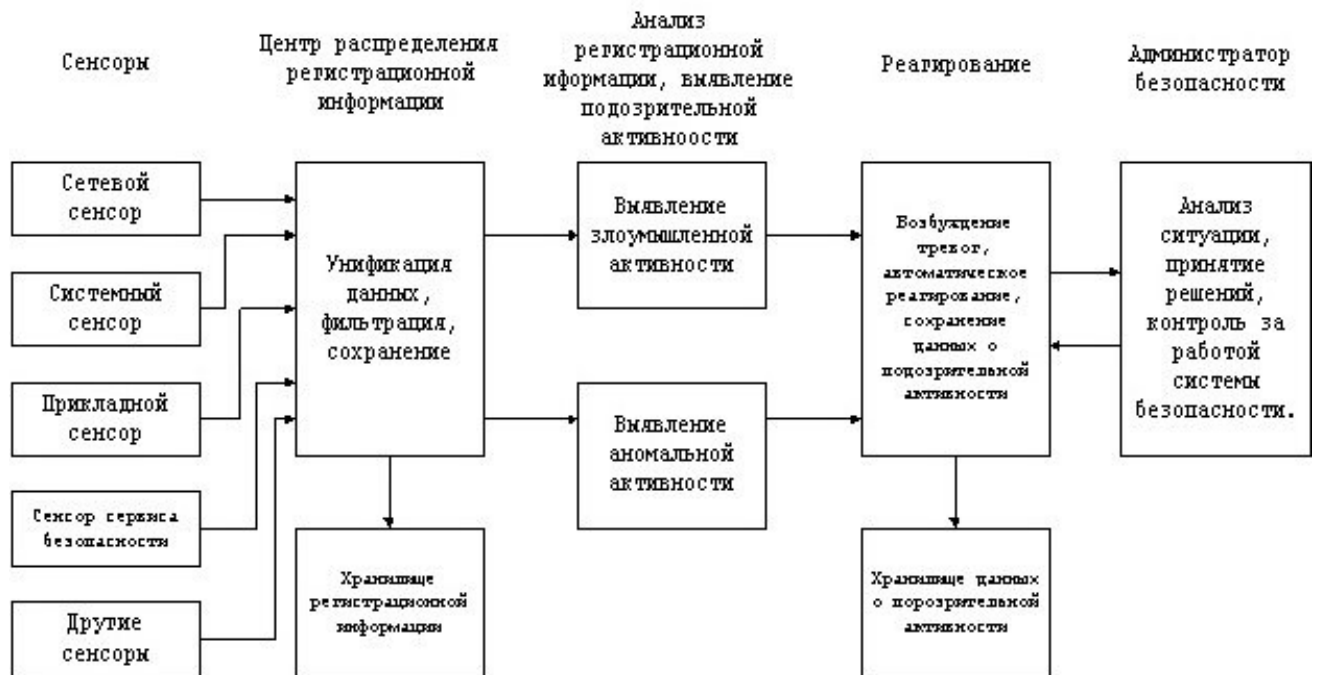 Сенсоры
Центр распределения
регистрационной
информации
Анализ
регистрационной
иформации, выявление
подозрительной
активноости
Реагирование
Администратор
безопасности
Сетевой
сенсор
Системный
сенсор
Прикладной
сенсор
Сенсор сервиса
безопасности
Другие
сенсоры
Унификация
данных,
фильтрация,
сохранение
Хранилище
регистрационной
информации
Выявление
злоумышленной
активности
Выявление
аномальной
активности
Возбуждение
тревог,
автоматическое
реагирование,
сохранение
данных о
подозрительной
активности
Хранилище данных
о порозрительной
активности
Анализ
ситуации,
принятие
решений,
контроль за
работой
системы
безопасности.